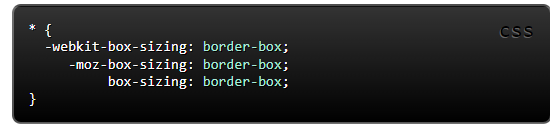 css
* {
  -webkit-box-sizing: border-box;
     -moz-box-sizing: border-box;
          box-sizing: border-box;
}